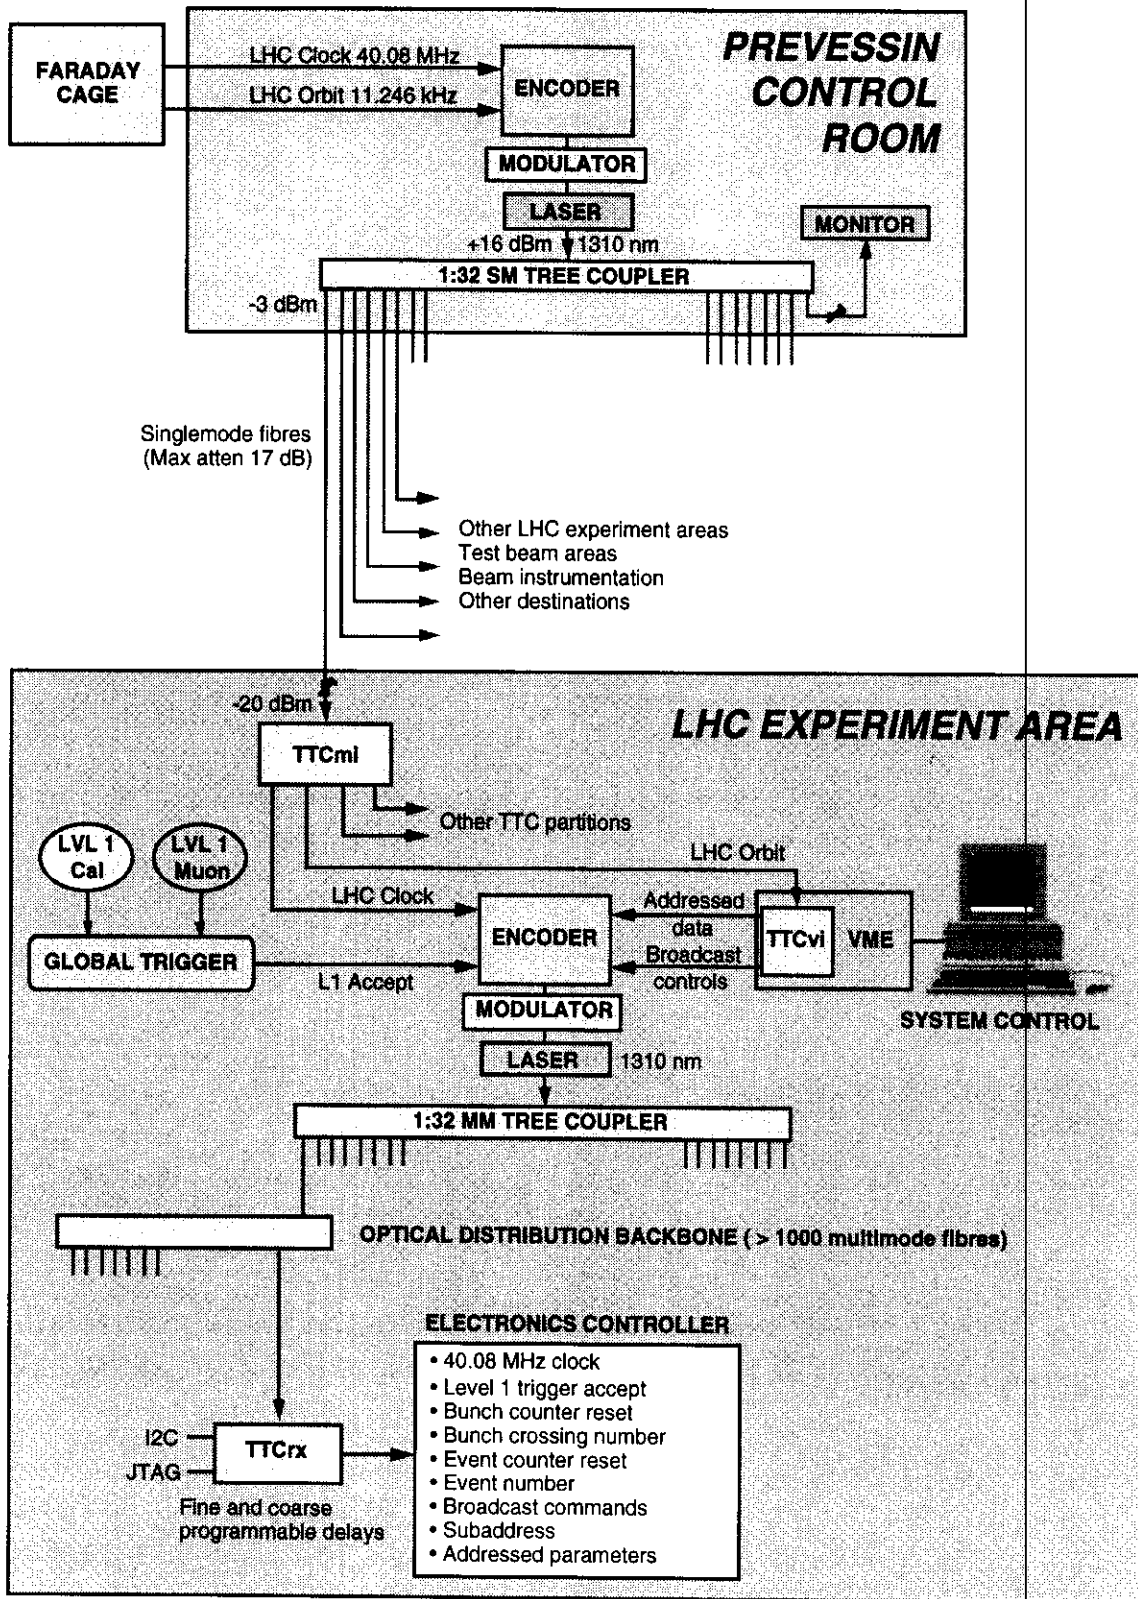 FARADAY
CAGE
LHC Clock 40.08 MHz
LHC Orbit 11.246 kHz
ENCODER
PREVESSIN
CONTROL
ROOM
MODULATOR
LASER
MONITOR
+16 dBm
1310 nm
1:32 SM TREE COUPLER
-3 dBm
Singlemode fibres
(Max atten 17 dB)
Other LHC experiment areas
Test beam areas
Beam instrumentation
Other destinations
-20 dBm
LHC EXPERIMENT AREA
TTCmi
Other TTC partitions
LVL 1
Cal
LVL 1
Muon
LHC Orbit
LHC Clock
GLOBAL TRIGGER
L1 Accept
ENCODER
Addressed
data
Broadcast
controls
TTCvi
VME
SYSTEM CONTROL
MODULATOR
LASER
1310 nm
1:32 MM TREE COUPLER
OPTICAL DISTRIBUTION BACKBONE ( > 1000 multimode fibres)
ELECTRONICS CONTROLLER
• 40.08 MHz clock
• Level 1 trigger accept
• Bunch counter reset
• Bunch crossing number
• Event counter reset
• Event number
• Broadcast commands
• Subaddress
• Addressed parameters
I2C
JTAG
TTCrx
Fine and coarse
programmable delays